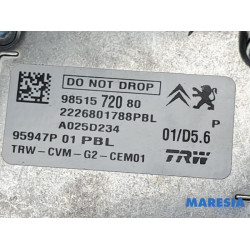 DO NOT DROP
98515 720 80
2226801788PBL
A025D234
P
95947P 01 PBL
01/D5.6
TRW-CVM-G2-CEM01
TRW
MARESIA